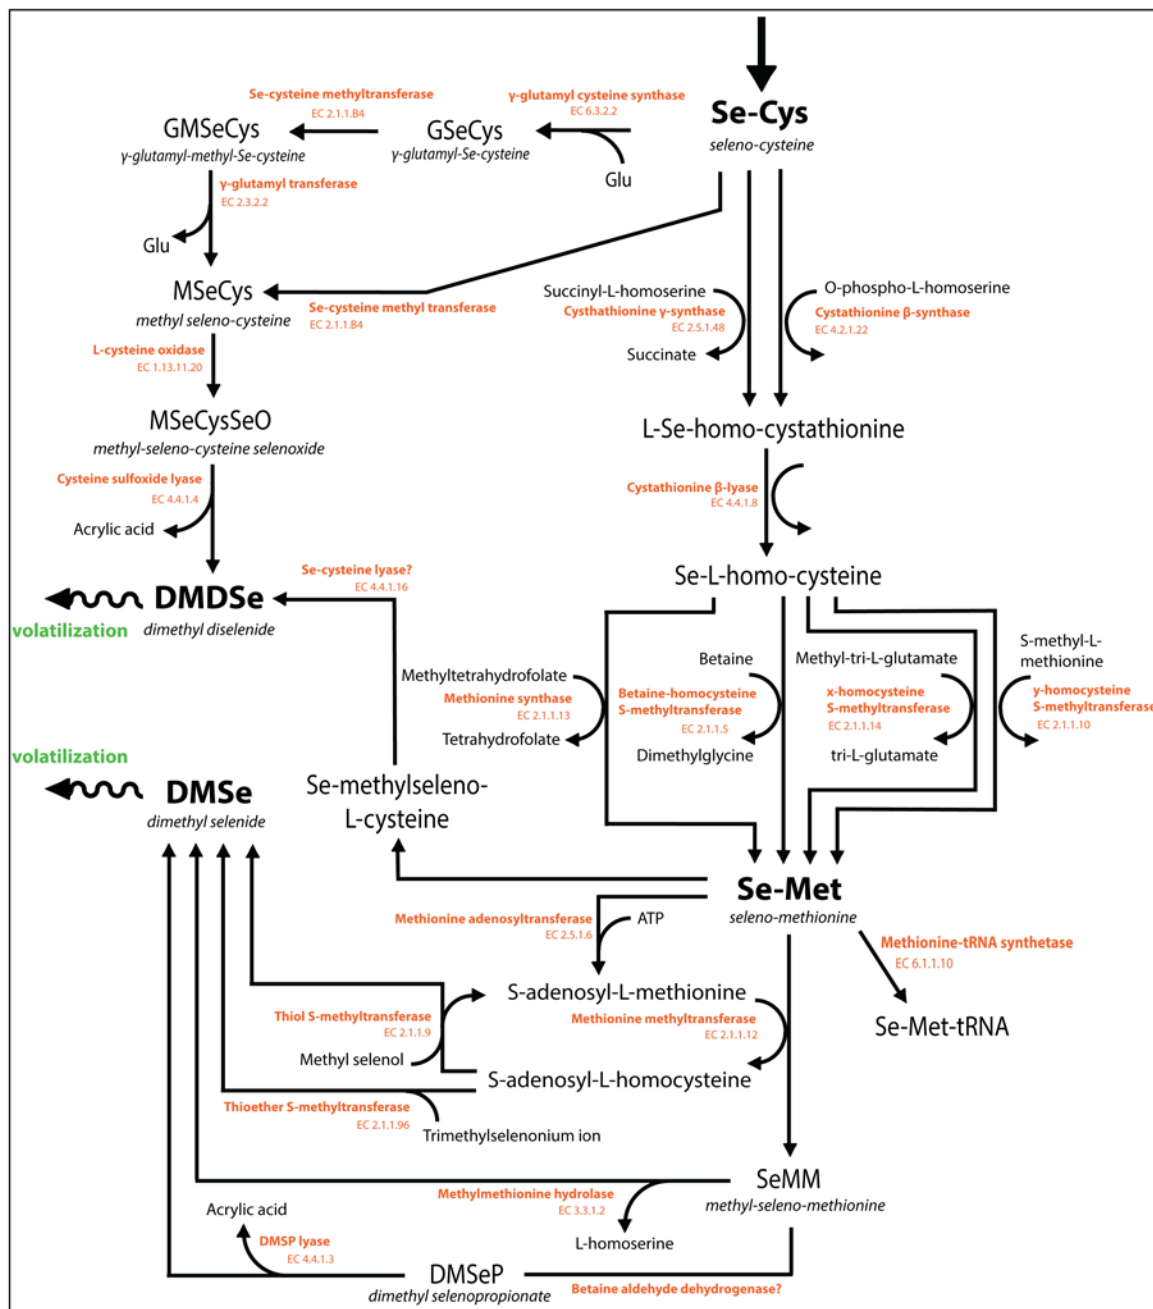 Se-cysteine methyltransferase
EC 2.1.1.B4
γ-glutamyl cysteine synthase
EC 6.3.2.2
Se-Cys
seleno-cysteine
GMSeCys
γ-glutamyl-methyl-Se-cysteine
GSeCys
γ-glutamyl-Se-cysteine
Glu
γ-glutamyl transferase
EC 2.3.2.2
Glu
MSeCys
methyl seleno-cysteine
Se-cysteine methyl transferase
EC 2.1.1.B4
Succinyl-L-homoserine
Cysthathionine γ-synthase
EC 2.5.1.48
Succinate
O-phospho-L-homoserine
Cystathionine β-synthase
EC 4.2.1.22
L-cysteine oxidase
EC 1.13.11.20
MSeCysSeO
methyl-seleno-cysteine selenoxide
L-Se-homo-cystathionine
Cysteine sulfoxide lyase
EC 4.4.1.4
Acrylic acid
Cystathionine β-lyase
EC 4.4.1.8
Se-cysteine lyase?
EC 4.4.1.16
Se-L-homo-cysteine
DMDSe
dimethyl diselenide
volatilization
Methyltetrahydrofolate
Methionine synthase
EC 2.1.1.13
Tetrahydrofolate
Betaine
Betaine-homocysteine
S-methyltransferase
EC 2.1.1.5
Dimethylglycine
Methyl-tri-L-glutamate
x-homocysteine
S-methyltransferase
EC 2.1.1.14
tri-L-glutamate
S-methyl-L-
methionine
y-homocysteine
S-methyltransferase
EC 2.1.1.10
volatilization
DMSe
dimethyl selenide
Se-methylseleno-
L-cysteine
Se-Met
seleno-methionine
Methionine adenosyltransferase
EC 2.5.1.6
ATP
Methionine-tRNA synthetase
EC 6.1.1.10
Se-Met-tRNA
S-adenosyl-L-methionine
Thiol S-methyltransferase
EC 2.1.1.9
Methyl selenol
Methionine methyltransferase
EC 2.1.1.12
S-adenosyl-L-homocysteine
Thioether S-methyltransferase
EC 2.1.1.96
Trimethylselenonium ion
SeMM
methyl-seleno-methionine
Methylmethionine hydrolase
EC 3.3.1.2
L-homoserine
Acrylic acid
DMSP lyase
EC 4.4.1.3
DMSeP
dimethyl selenopropionate
Betaine aldehyde dehydrogenase?